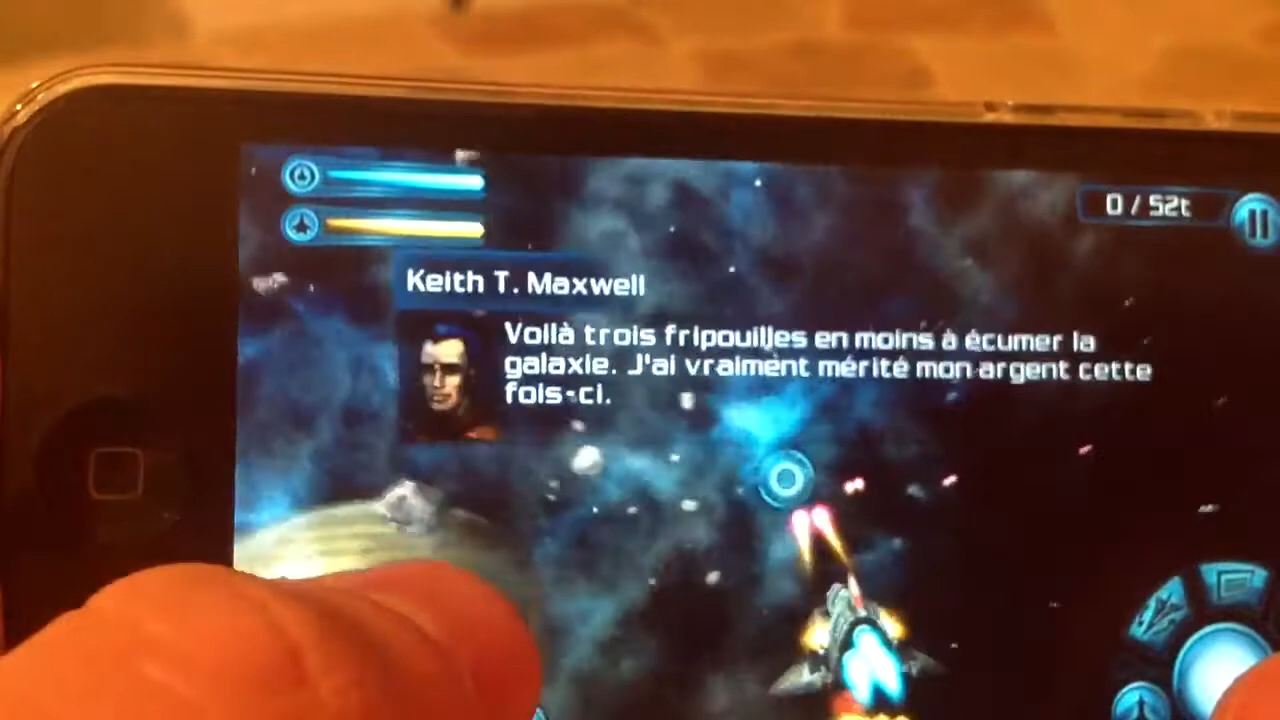 0 / 52t
Keith T. Maxwell
Voilà trois fripouilles en moins à écumer la
galaxie. J'ai vraiment mérité mon argent cette
fois-ci.